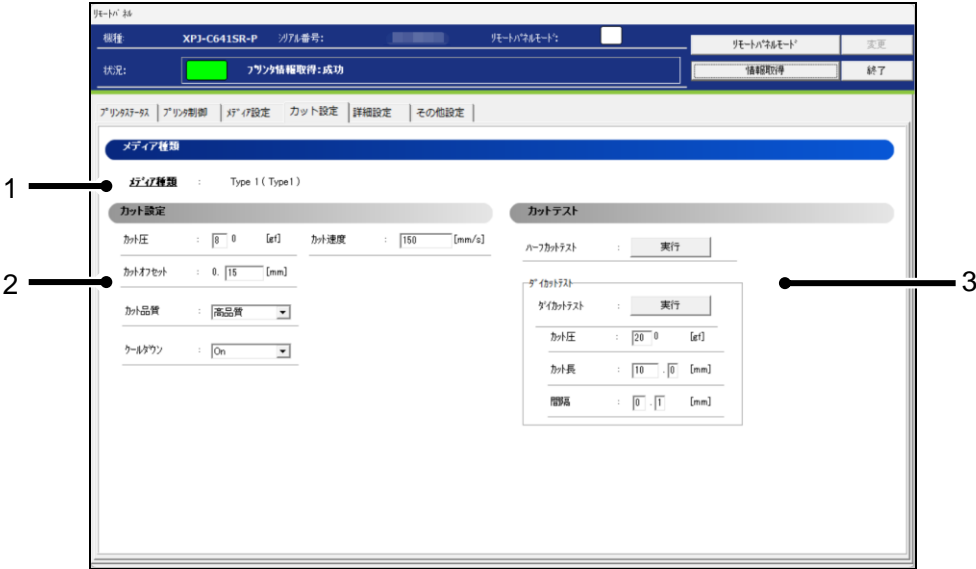 ﾘﾓｰﾄﾊﾟﾈﾙ
機種: XPJ-C641SR-P ｼﾘｱﾙ番号: ﾘﾓｰﾄﾊﾟﾈﾙﾓｰﾄﾞ: ﾘﾓｰﾄﾊﾟﾈﾙﾓｰﾄﾞ 変更
状況: ﾌﾟﾘﾝﾀ情報取得:成功 情報取得 終了
ﾌﾟﾘﾝﾀｽﾃｰﾀｽ ﾌﾟﾘﾝﾀ制御 ﾒﾃﾞｨｱ設定 カット設定 詳細設定 その他設定
メディア種類
1 ﾒﾃﾞｨｱ種類 : Type 1 ( Type1 )
カット設定
ｶｯﾄ圧 : 8 0 [gf] ｶｯﾄ速度 : 150 [mm/s]
2 ｶｯﾄｵﾌｾｯﾄ : 0. 15 [mm]
ｶｯﾄ品質 : 高品質
ｸｰﾙﾀﾞｳﾝ : On
カットテスト
ﾊｰﾌｶｯﾄﾃｽﾄ : 実行
3
ﾀﾞｲｶｯﾄﾃｽﾄ
ﾀﾞｲｶｯﾄﾃｽﾄ : 実行
ｶｯﾄ圧 : 20 0 [gf]
ｶｯﾄ長 : 10 . 0 [mm]
間隔 : 0 . 1 [mm]